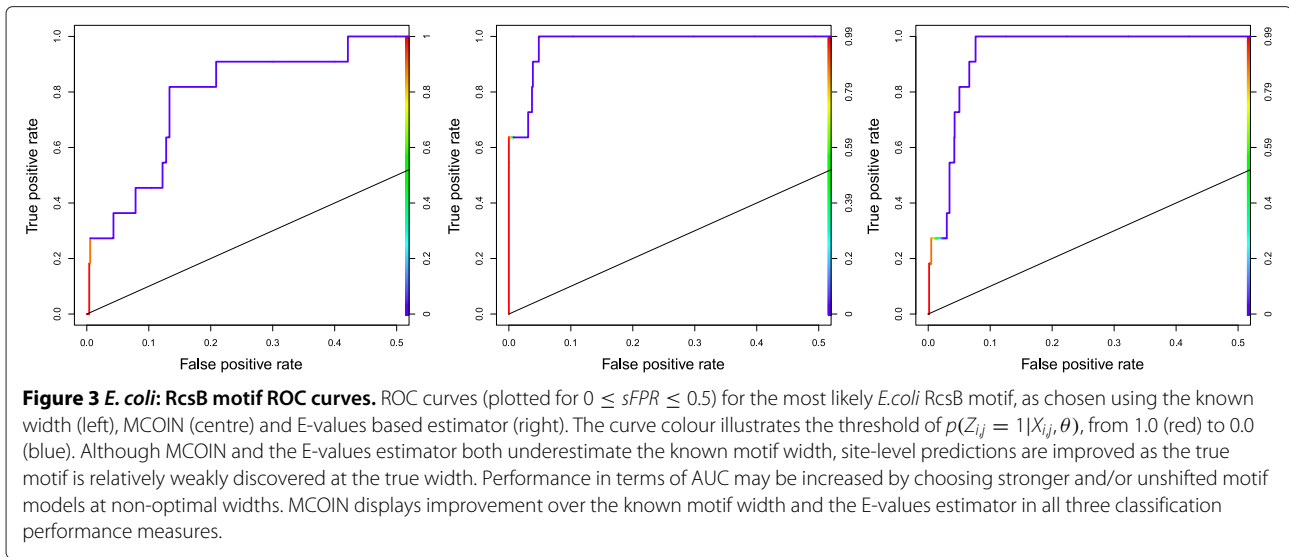 1.0
0.8
0.6
0.4
0.2
0.0
True positive rate
0.0 0.1 0.2 0.3 0.4 0.5
False positive rate
1
0.8
0.6
0.4
0.2
0
1.0
0.8
0.6
0.4
0.2
0.0
True positive rate
0.0 0.1 0.2 0.3 0.4 0.5
False positive rate
0.99
0.79
0.59
0.39
0.2
0
1.0
0.8
0.6
0.4
0.2
0.0
True positive rate
0.0 0.1 0.2 0.3 0.4 0.5
False positive rate
0.99
0.79
0.59
0.4
0.2
0
Figure 3 E. coli: RcsB motif ROC curves. ROC curves (plotted for 0 ≤ sFPR ≤ 0.5) for the most likely E.coli RcsB motif, as chosen using the known
width (left), MCOIN (centre) and E-values based estimator (right). The curve colour illustrates the threshold of p(Zi,j = 1|Xi,j, θ), from 1.0 (red) to 0.0
(blue). Although MCOIN and the E-values estimator both underestimate the known motif width, site-level predictions are improved as the true
motif is relatively weakly discovered at the true width. Performance in terms of AUC may be increased by choosing stronger and/or unshifted motif
models at non-optimal widths. MCOIN displays improvement over the known motif width and the E-values estimator in all three classification
performance measures.